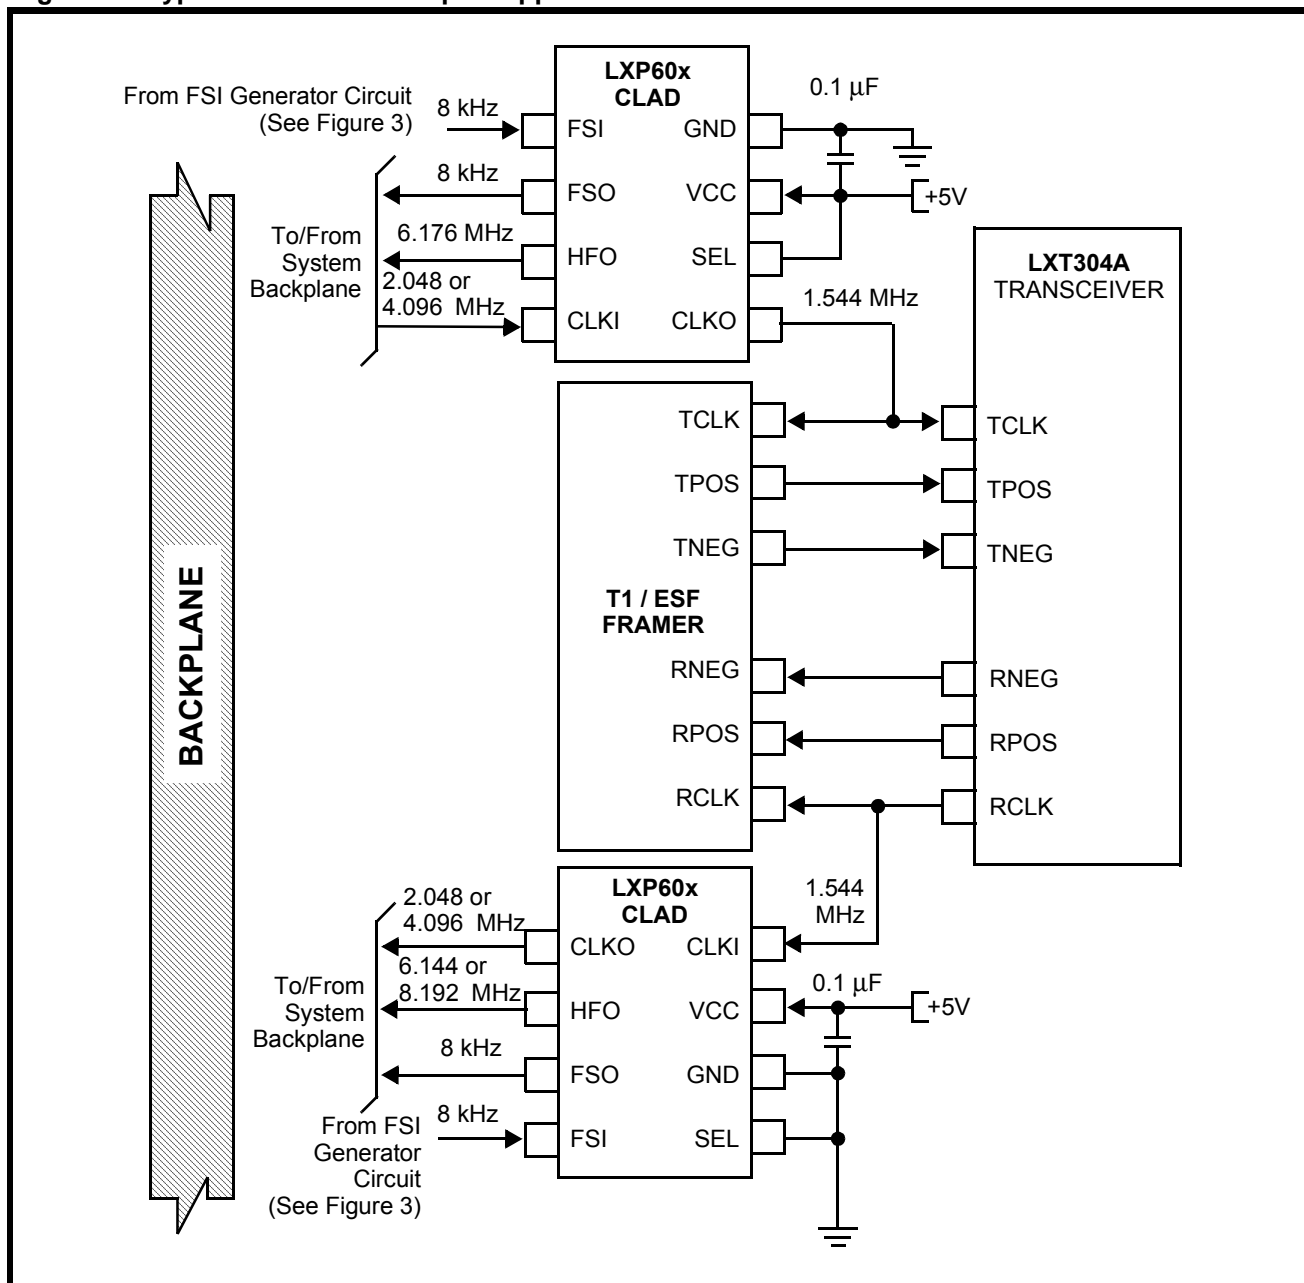 LXP60x
CLAD
0.1 µF
From FSI Generator Circuit
(See Figure 3)
8 kHz
FSI
GND
8 kHz
FSO
VCC
+5V
To/From
System
Backplane
6.176 MHz
HFO
SEL
2.048 or
4.096 MHz
CLKI
CLKO
1.544 MHz
LXT304A
TRANSCEIVER
TCLK
TCLK
TPOS
TPOS
TNEG
TNEG
BACKPLANE
T1 / ESF
FRAMER
RNEG
RNEG
RPOS
RPOS
RCLK
RCLK
LXP60x
CLAD
1.544
MHz
2.048 or
4.096 MHz
CLKO
CLKI
To/From
System
Backplane
6.144 or
8.192 MHz
HFO
VCC
0.1 µF
+5V
8 kHz
FSO
GND
From FSI
Generator
Circuit
(See Figure 3)
8 kHz
FSI
SEL